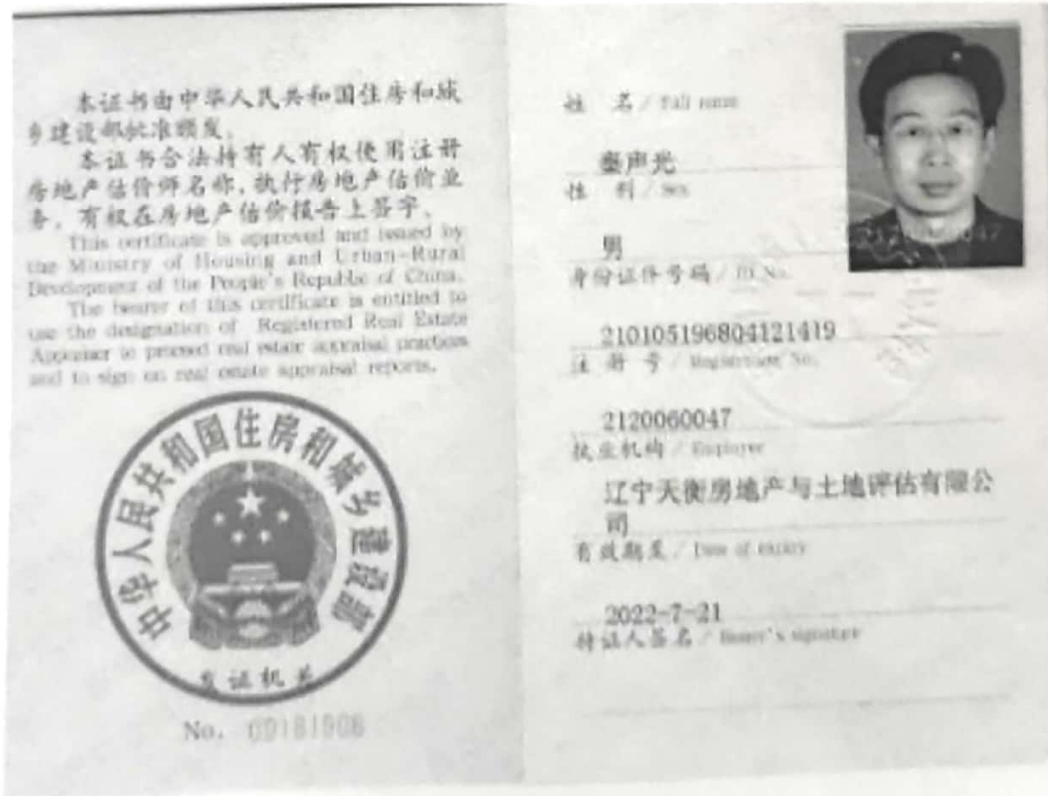 本证书由中华人民共和国住房和城
乡建设部批准颁发。
本证书合法持有人有权使用注册
房地产估价师名称,执行房地产估价业
务,有权在房地产估价报告上签字。
This certificate is approved and issued by
the Ministry of Housing and Urban-Rural
Development of the People's Republic of China.
The bearer of this certificate is entitled to
use the designation of Registered Real Estate
Appraiser to proceed real estate appraisal practices
and to sign on real estate appraisal reports.
中华人民共和国住房和城乡建设部
发证机关
No. 00181906
姓 名 / Full name
声光
性 别 / Sex
男
身份证件号码 / ID No.
210105196804121419
注 册 号 / Registration No.
2120060047
执业机构 / Employer
辽宁天衡房地产与土地评估有限公
司
有效期至 / Date of expiry
2022-7-21
持证人签名 / Bearer's signature